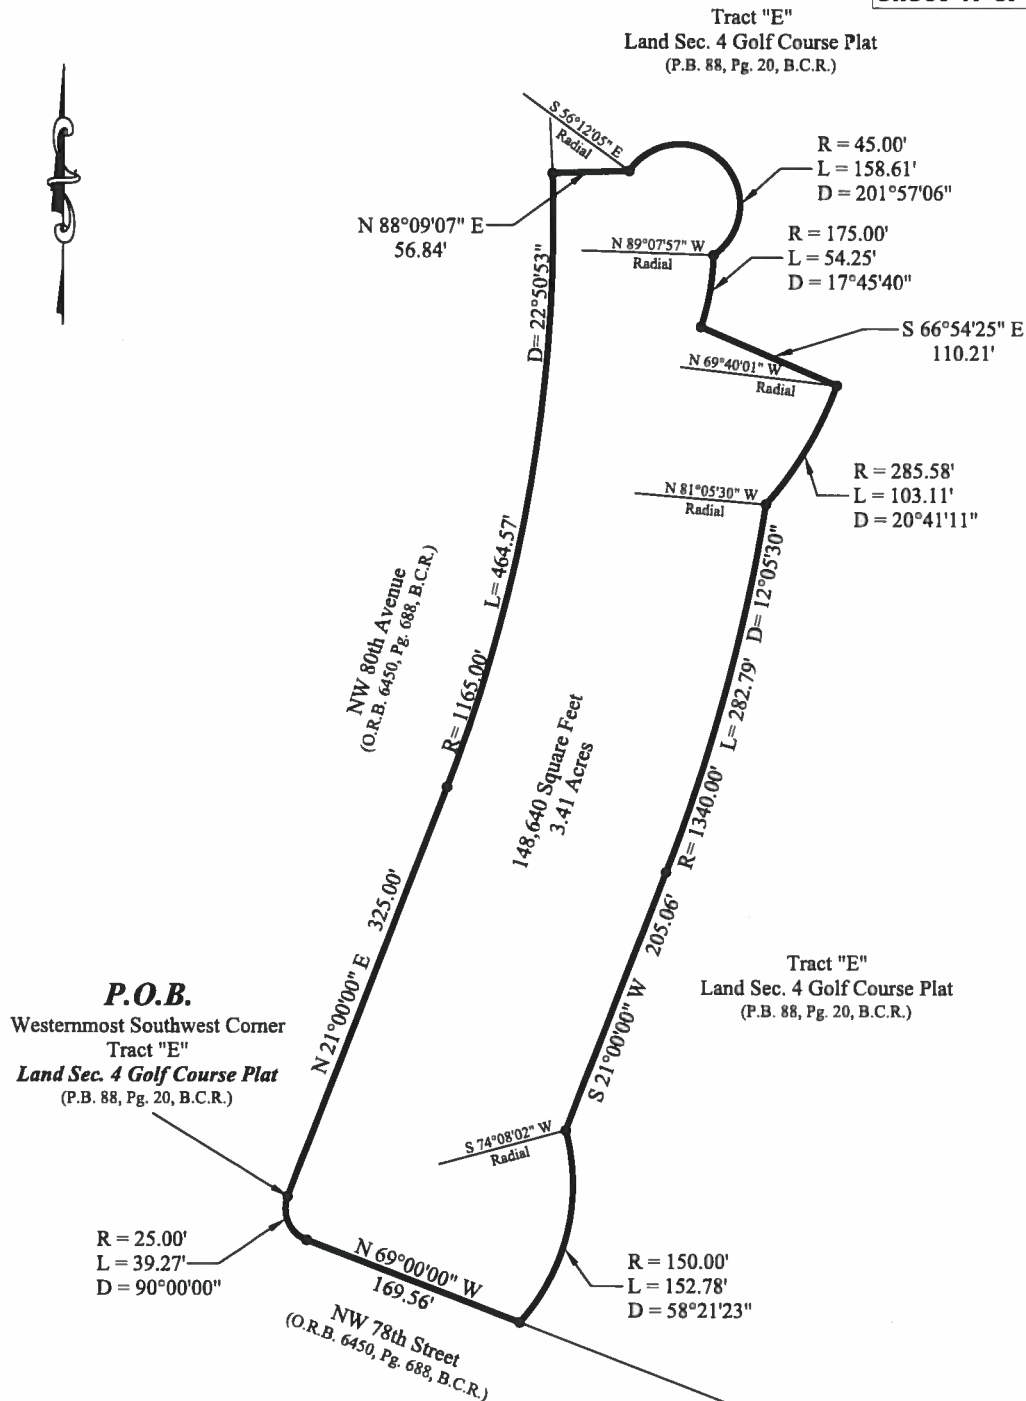 Tract "E"
Land Sec. 4 Golf Course Plat
(P.B. 88, Pg. 20, B.C.R.)
S 56°12'05" E
Radial
R = 45.00'
L = 158.61'
D = 201°57'06"
N 88°09'07" E
56.84'
N 89°07'57" W
Radial
R = 175.00'
L = 54.25'
D = 17°45'40"
S 66°54'25" E
110.21'
N 69°40'01" W
Radial
D= 22°50'53"
L= 464.57'
R= 1165.00'
R = 285.58'
L = 103.11'
D = 20°41'11"
N 81°05'30" W
Radial
NW 80th Avenue
(O.R.B. 6450, Pg. 688, B.C.R.)
D= 12°05'30"
L= 282.79'
R= 1340.00'
148,640 Square Feet
3.41 Acres
N 21°00'00" E 325.00'
S 21°00'00" W 205.06'
Tract "E"
Land Sec. 4 Golf Course Plat
(P.B. 88, Pg. 20, B.C.R.)
P.O.B.
Westernmost Southwest Corner
Tract "E"
Land Sec. 4 Golf Course Plat
(P.B. 88, Pg. 20, B.C.R.)
S 74°08'02" W
Radial
R = 25.00'
L = 39.27'
D = 90°00'00"
N 69°00'00" W
169.56'
R = 150.00'
L = 152.78'
D = 58°21'23"
NW 78th Street
(O.R.B. 6450, Pg. 688, B.C.R.)